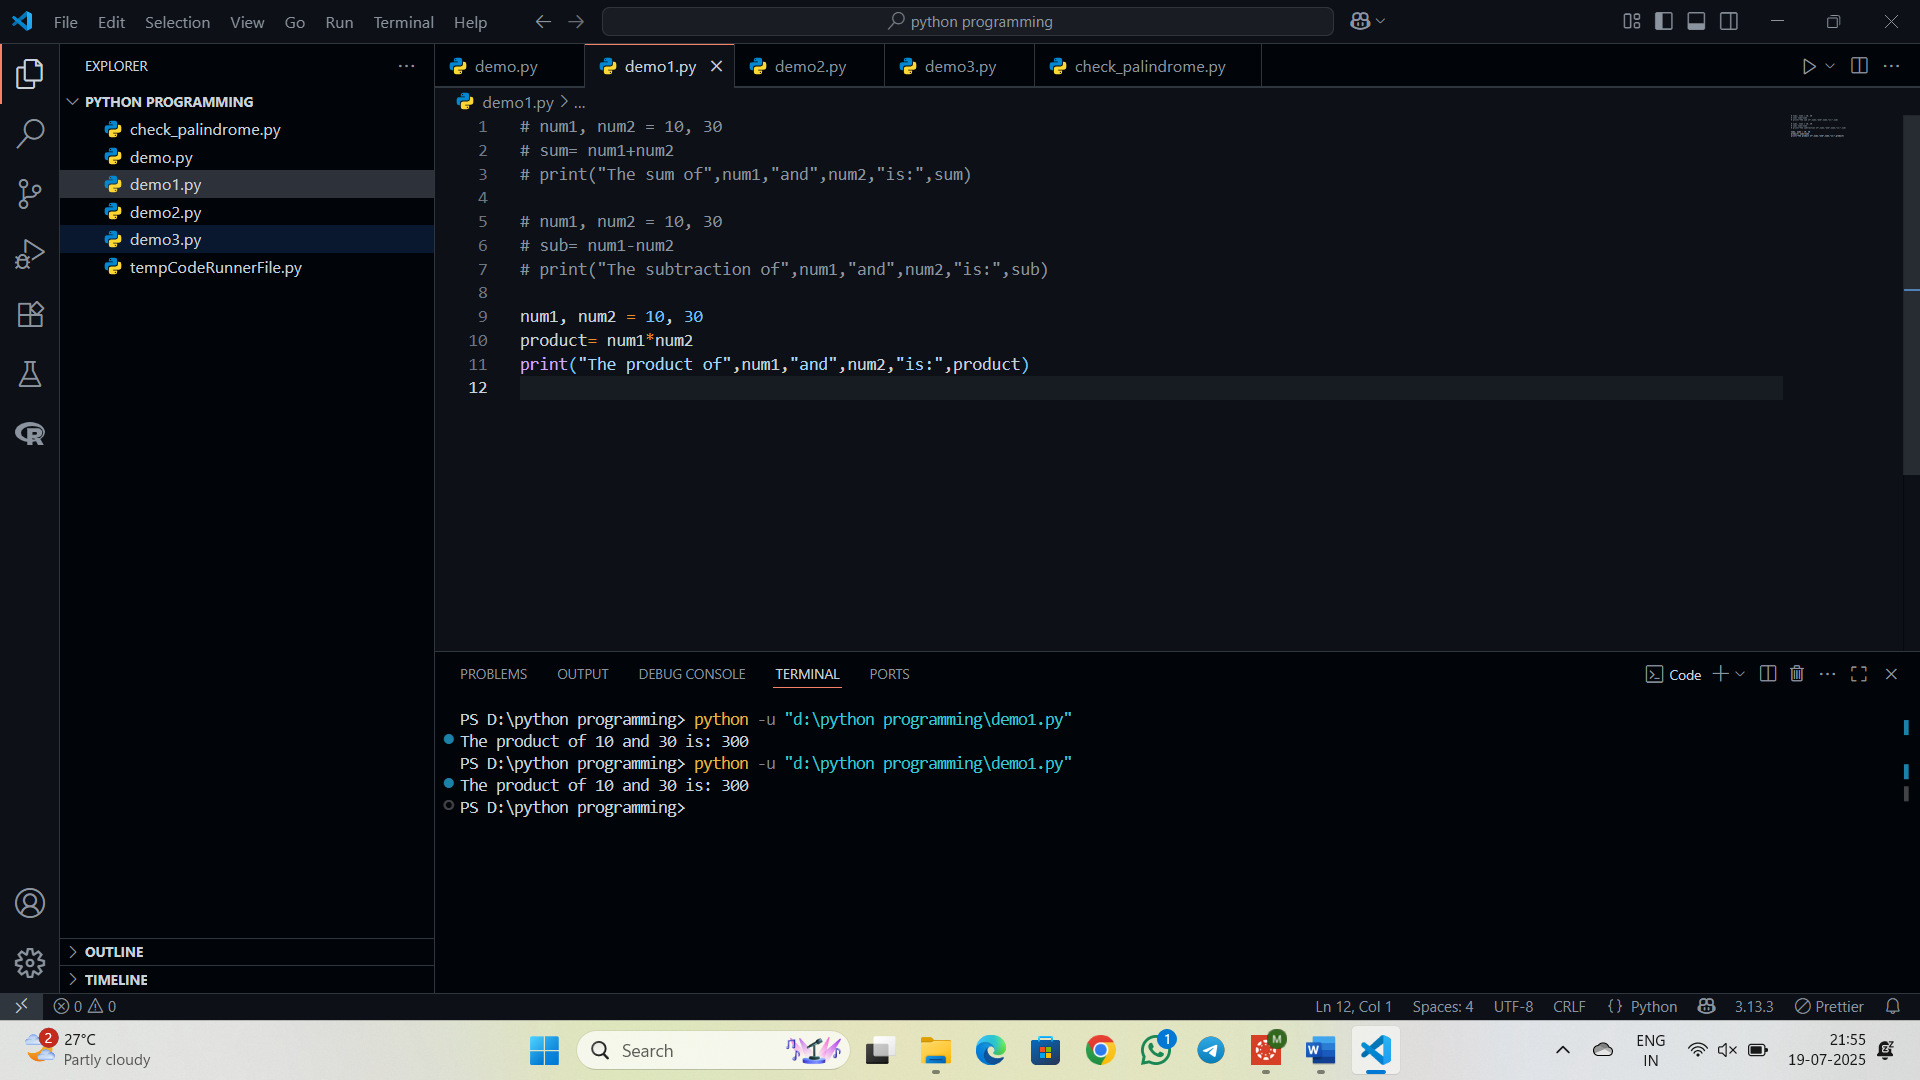 File Edit Selection View Go Run Terminal Help
python programming
EXPLORER
PYTHON PROGRAMMING
check_palindrome.py
demo.py
demo1.py
demo2.py
demo3.py
tempCodeRunnerFile.py
OUTLINE
TIMELINE
demo.py demo1.py demo2.py demo3.py check_palindrome.py
demo1.py > ...
1 # num1, num2 = 10, 30
2 # sum= num1+num2
3 # print("The sum of",num1,"and",num2,"is:",sum)
4
5 # num1, num2 = 10, 30
6 # sub= num1-num2
7 # print("The subtraction of",num1,"and",num2,"is:",sub)
8
9 num1, num2 = 10, 30
10 product= num1*num2
11 print("The product of",num1,"and",num2,"is:",product)
12
PROBLEMS OUTPUT DEBUG CONSOLE TERMINAL PORTS
Code
PS D:\python programming> python -u "d:\python programming\demo1.py"
The product of 10 and 30 is: 300
PS D:\python programming> python -u "d:\python programming\demo1.py"
The product of 10 and 30 is: 300
PS D:\python programming>
0 0 Ln 12, Col 1 Spaces: 4 UTF-8 CRLF {} Python 3.13.3 Prettier
2
27°C
Partly cloudy
Search
1
M
W
ENG
IN
21:55
19-07-2025